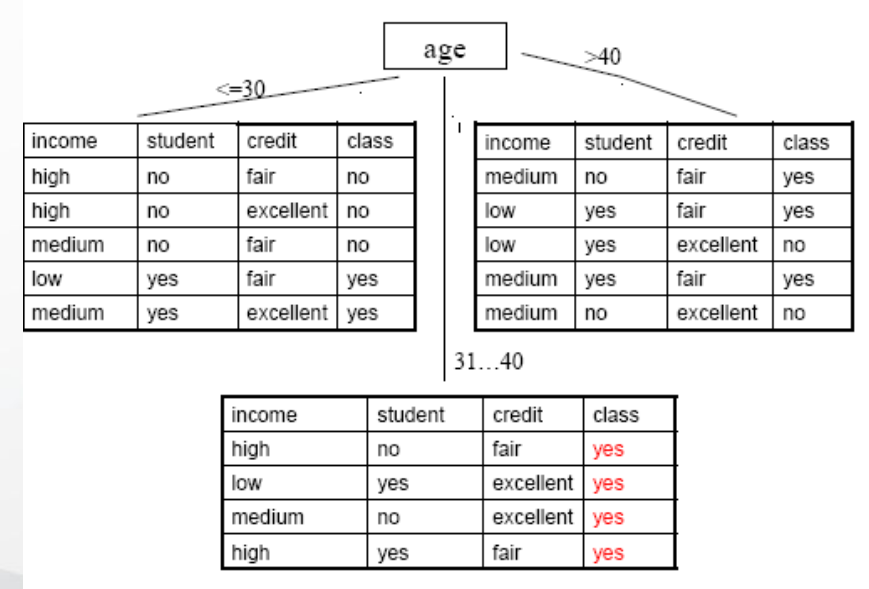 age
<=30
>40
income student credit class
high no fair no
high no excellent no
medium no fair no
low yes fair yes
medium yes excellent yes
income student credit class
medium no fair yes
low yes fair yes
low yes excellent no
medium yes fair yes
medium no excellent no
31…40
income student credit class
high no fair yes
low yes excellent yes
medium no excellent yes
high yes fair yes